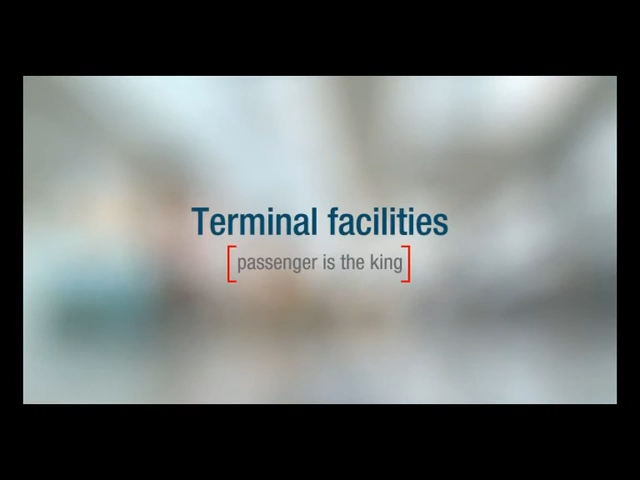 Terminal facilities
[passenger is the king]